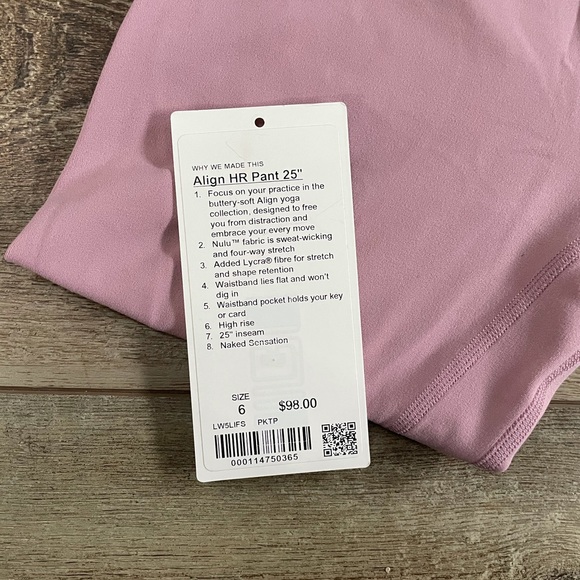 WHY WE MADE THIS
Align HR Pant 25"
1. Focus on your practice in the
buttery-soft Align yoga
collection, designed to free
you from distraction and
embrace your every move
2. Nulu™ fabric is sweat-wicking
and four-way stretch
3. Added Lycra® fibre for stretch
and shape retention
4. Waistband lies flat and won't
dig in
5. Waistband pocket holds your key
or card
6. High rise
7. 25" inseam
8. Naked Sensation
SIZE
6 $98.00
LW5LIFS PKTP
000114750365